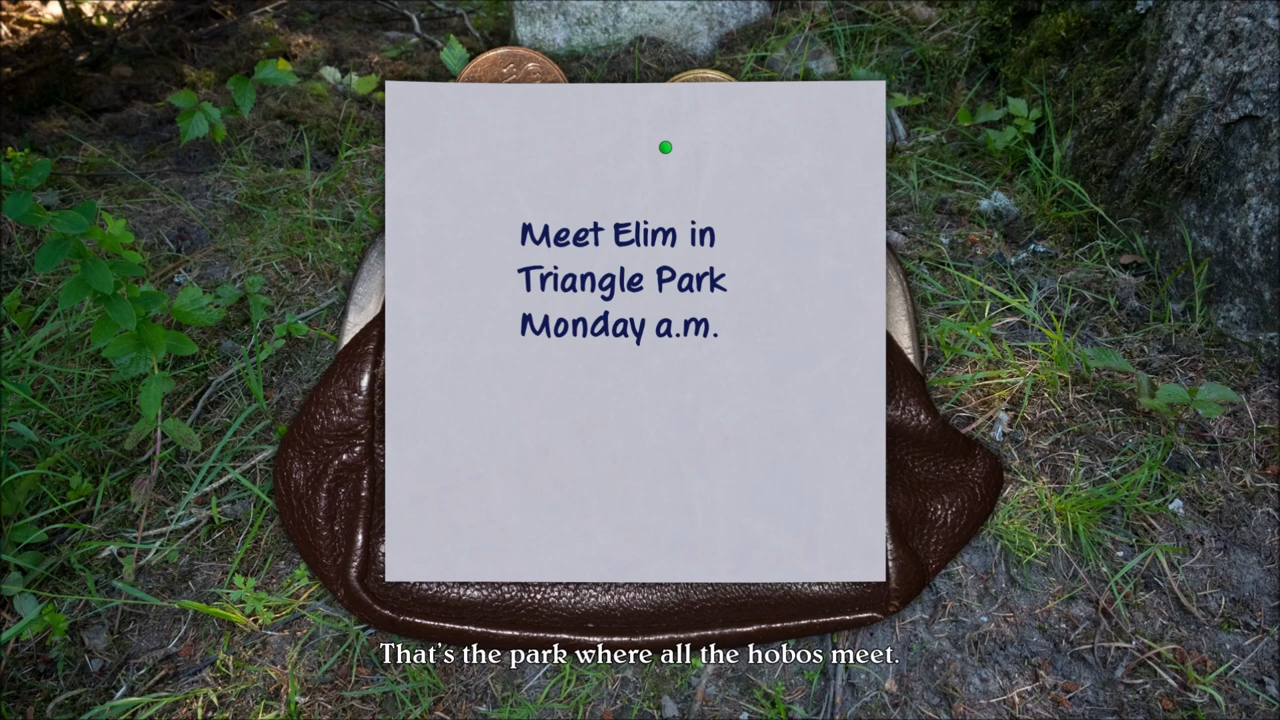 Meet Elim in
Triangle Park
Monday a.m.
That's the park where all the hobos meet.